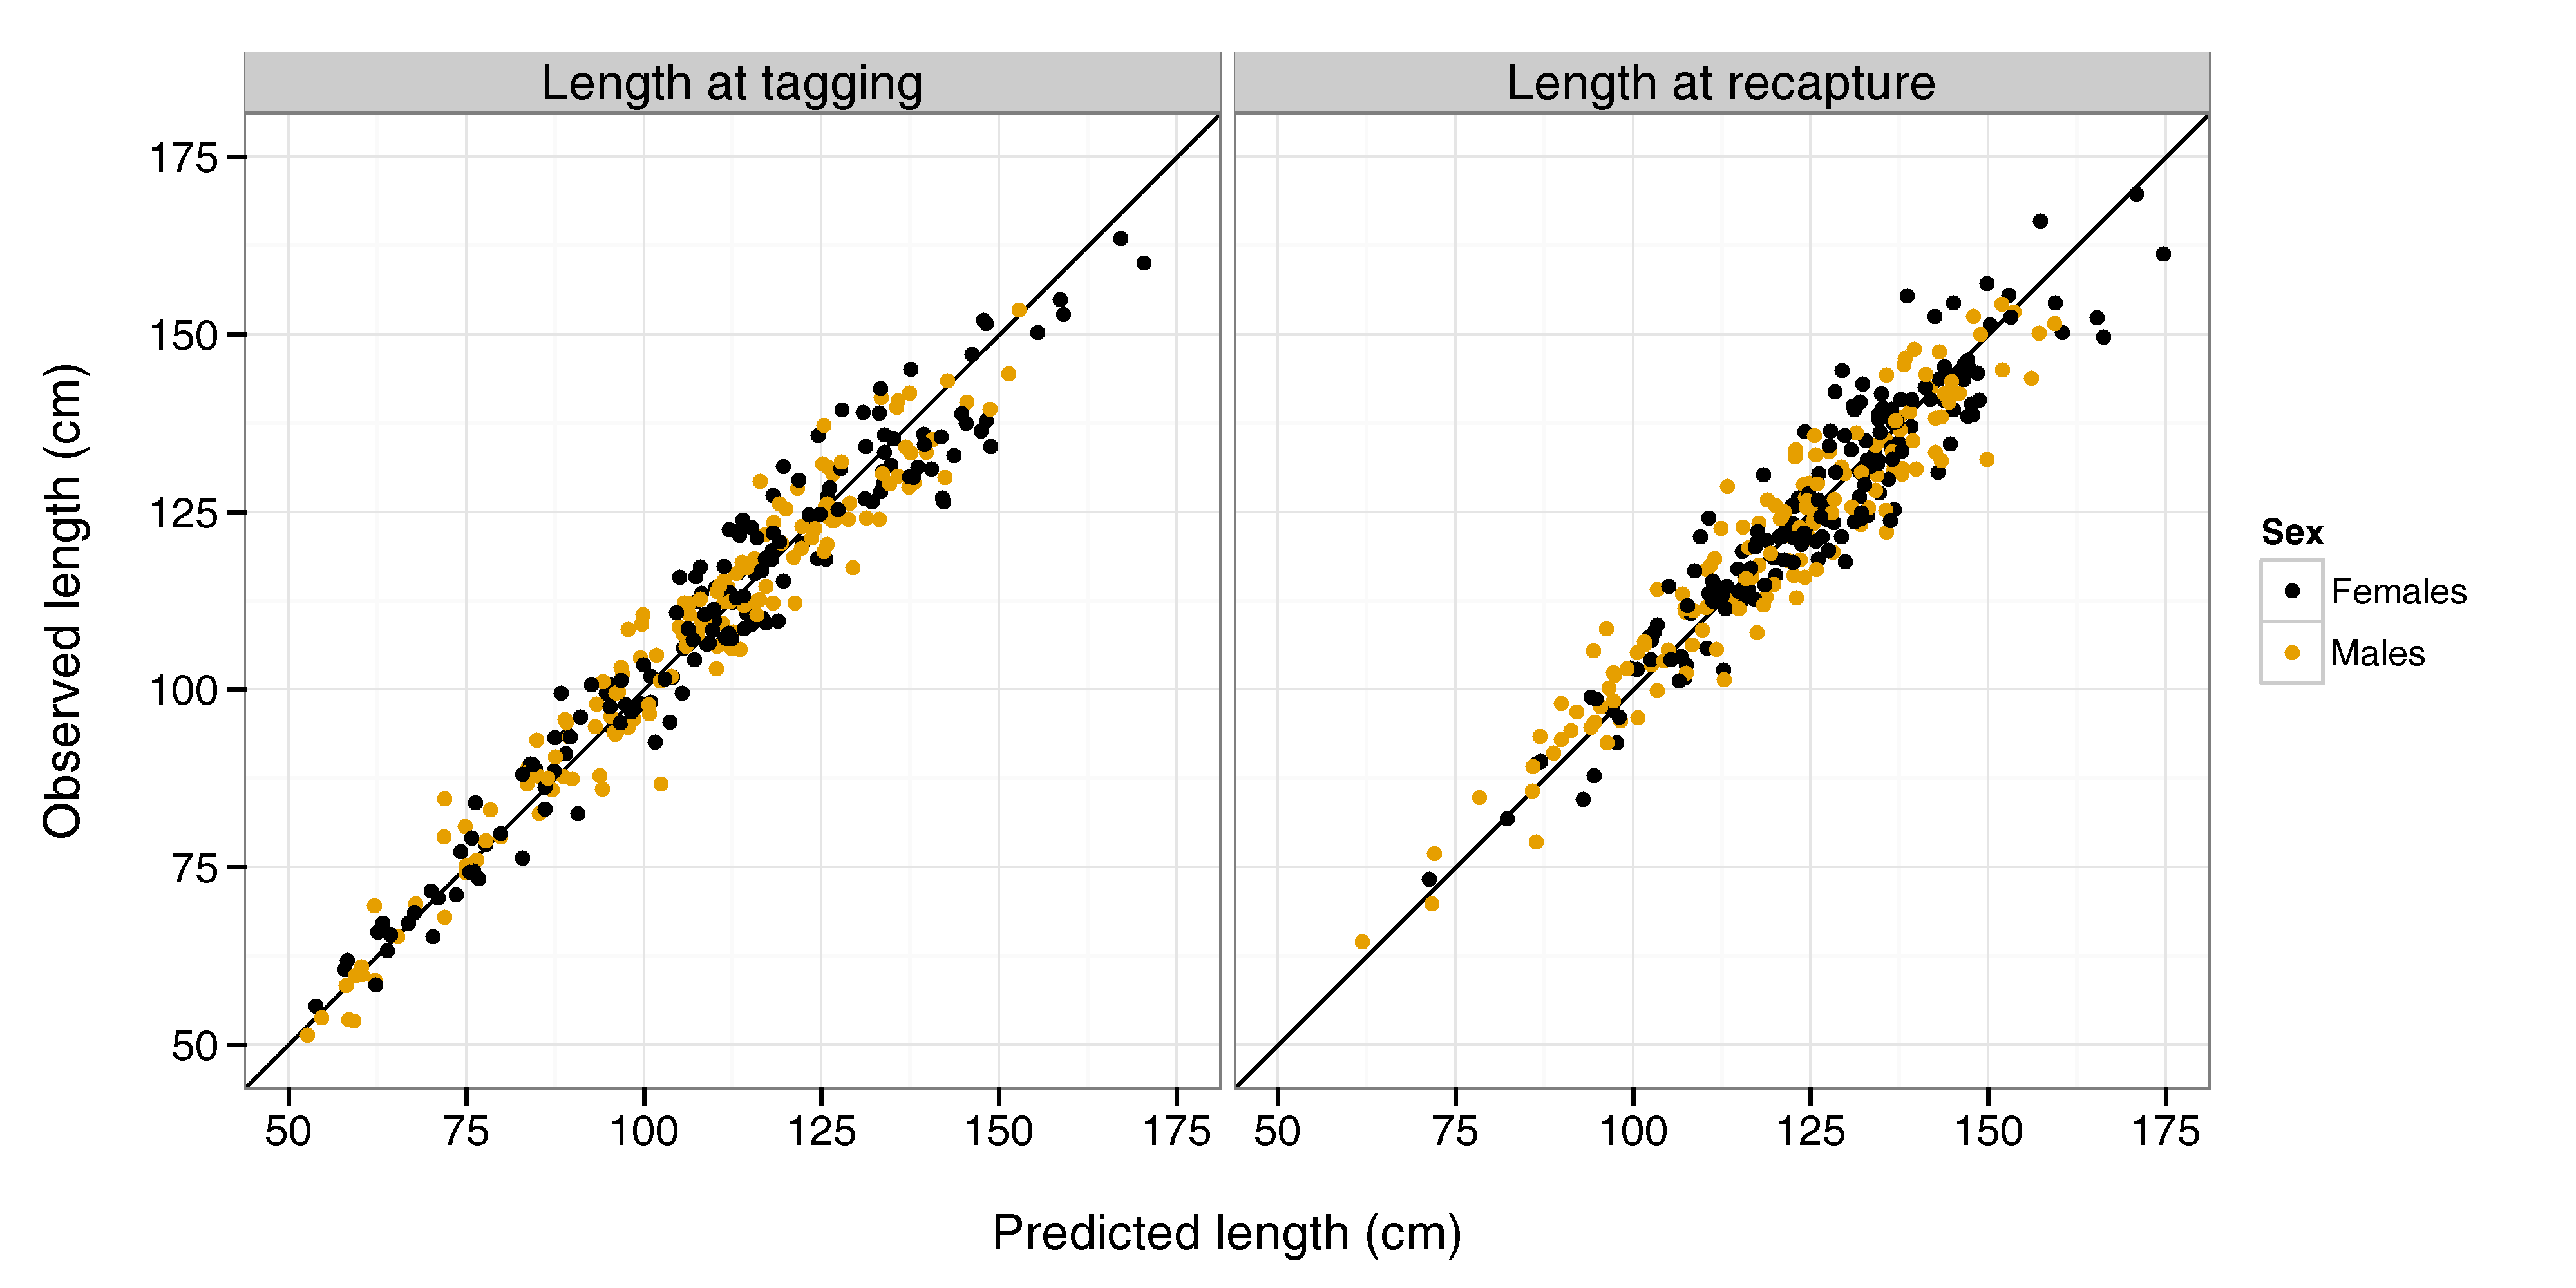 Length at tagging
Length at recapture
Observed length (cm)
175
150
125
100
75
50
50 75 100 125 150 175
50 75 100 125 150 175
Predicted length (cm)
Sex
Females
Males